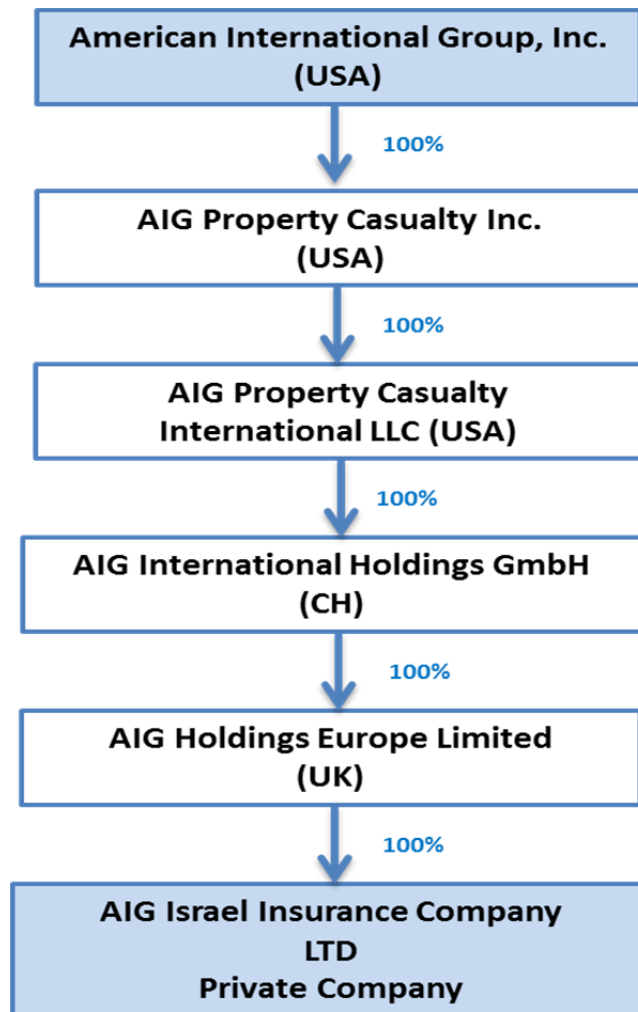 American International Group, Inc.
(USA)
100%
AIG Property Casualty Inc.
(USA)
100%
AIG Property Casualty
International LLC (USA)
100%
AIG International Holdings GmbH
(CH)
100%
AIG Holdings Europe Limited
(UK)
100%
AIG Israel Insurance Company
LTD
Private Company